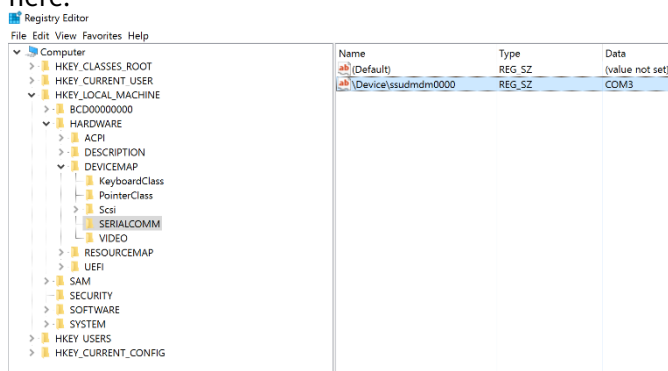 here:
Registry Editor
File Edit View Favorites Help
Computer
HKEY_CLASSES_ROOT
HKEY_CURRENT_USER
HKEY_LOCAL_MACHINE
BCD00000000
HARDWARE
ACPI
DESCRIPTION
DEVICEMAP
KeyboardClass
PointerClass
Scsi
SERIALCOMM
VIDEO
RESOURCEMAP
UEFI
SAM
SECURITY
SOFTWARE
SYSTEM
HKEY_USERS
HKEY_CURRENT_CONFIG
Name Type Data
ab (Default) REG_SZ (value not set)
ab \Device\ssudmdm0000 REG_SZ COM3